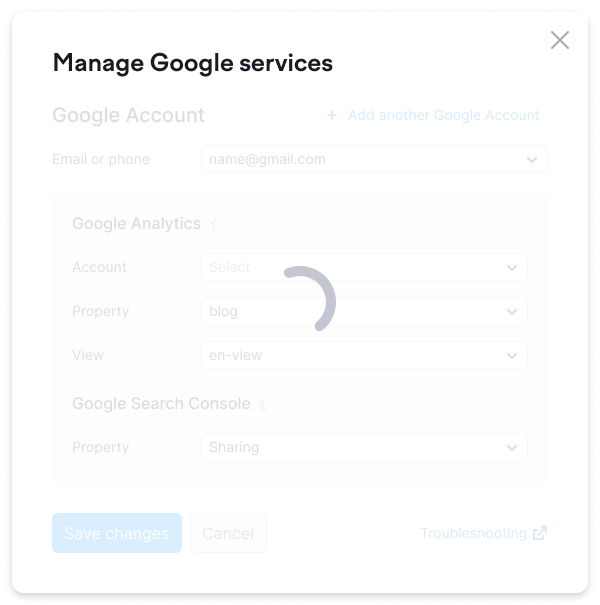 Manage Google services
Google Account
+ Add another Google Account
Email or phone
name@gmail.com
Google Analytics i
Account
Select
Property
blog
View
en-view
Google Search Console i
Property
Sharing
Save changes
Cancel
Troubleshooting